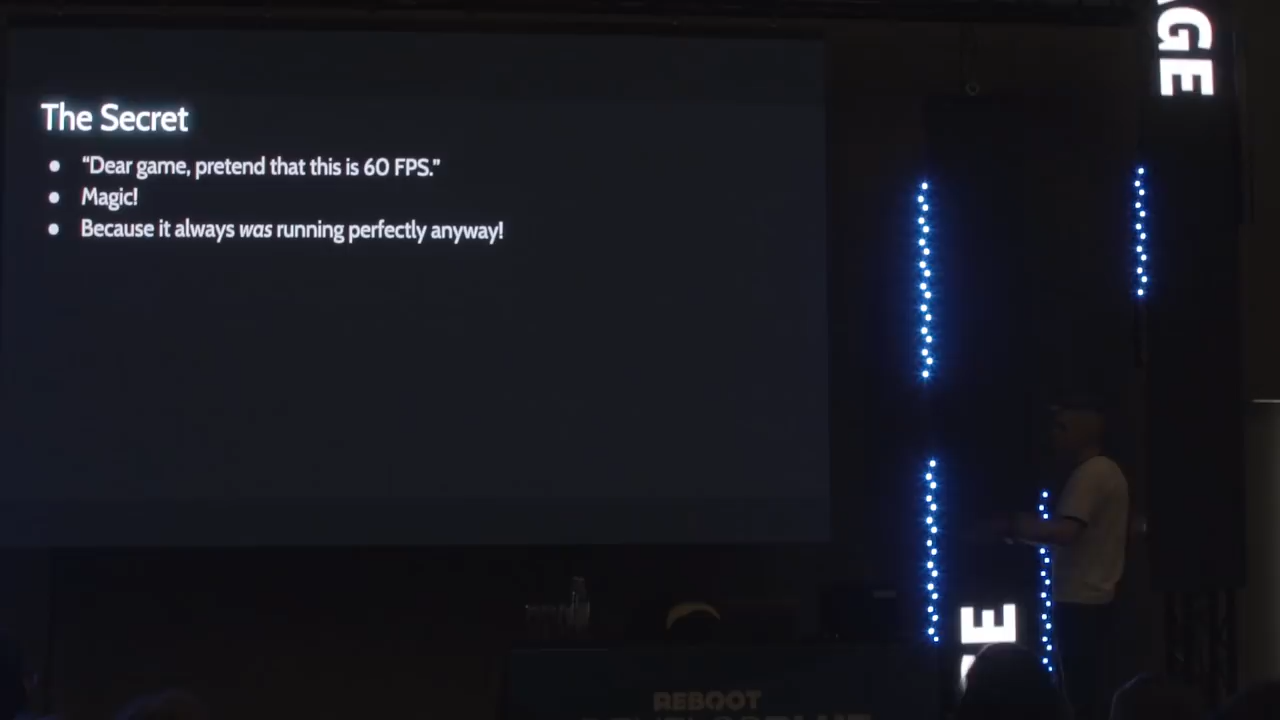 The Secret
● “Dear game, pretend that this is 60 FPS.”
● Magic!
● Because it always was running perfectly anyway!
GE
E
REBOOT